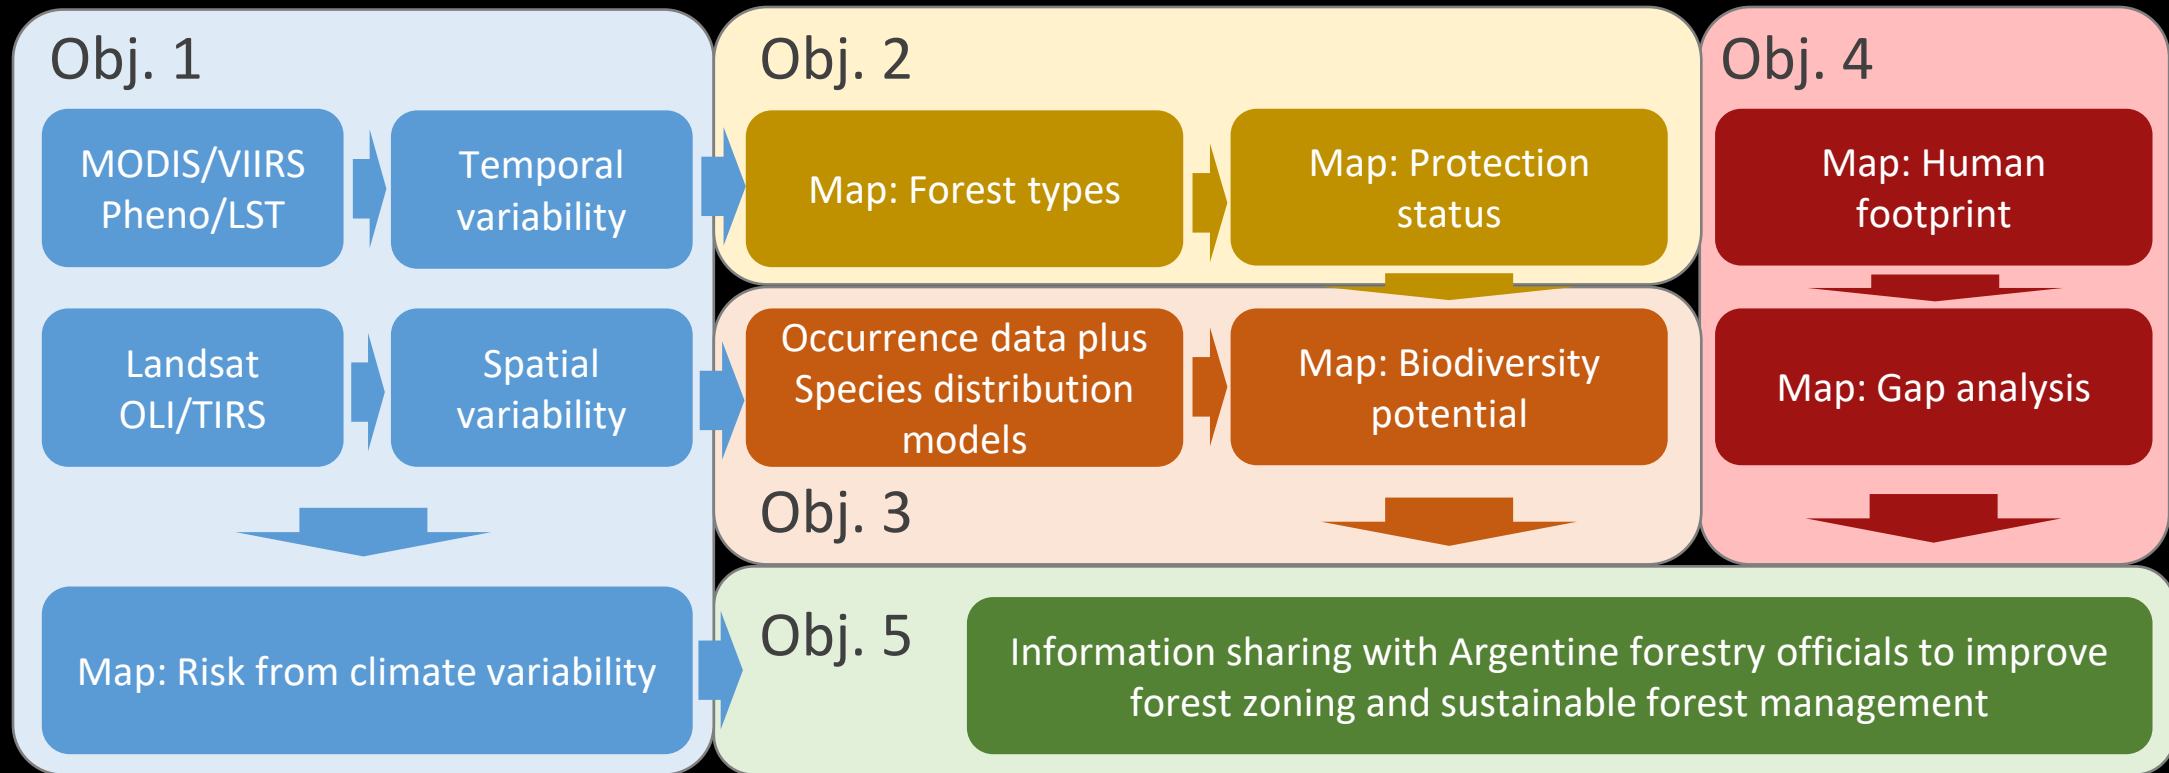 Obj. 1
MODIS/VIIRS
Pheno/LST
Temporal
variability
Landsat
OLI/TIRS
Spatial
variability
Map: Risk from climate variability
Obj. 2
Map: Forest types
Map: Protection
status
Occurrence data plus
Species distribution
models
Map: Biodiversity
potential
Obj. 3
Obj. 4
Map: Human
footprint
Map: Gap analysis
Obj. 5
Information sharing with Argentine forestry officials to improve
forest zoning and sustainable forest management